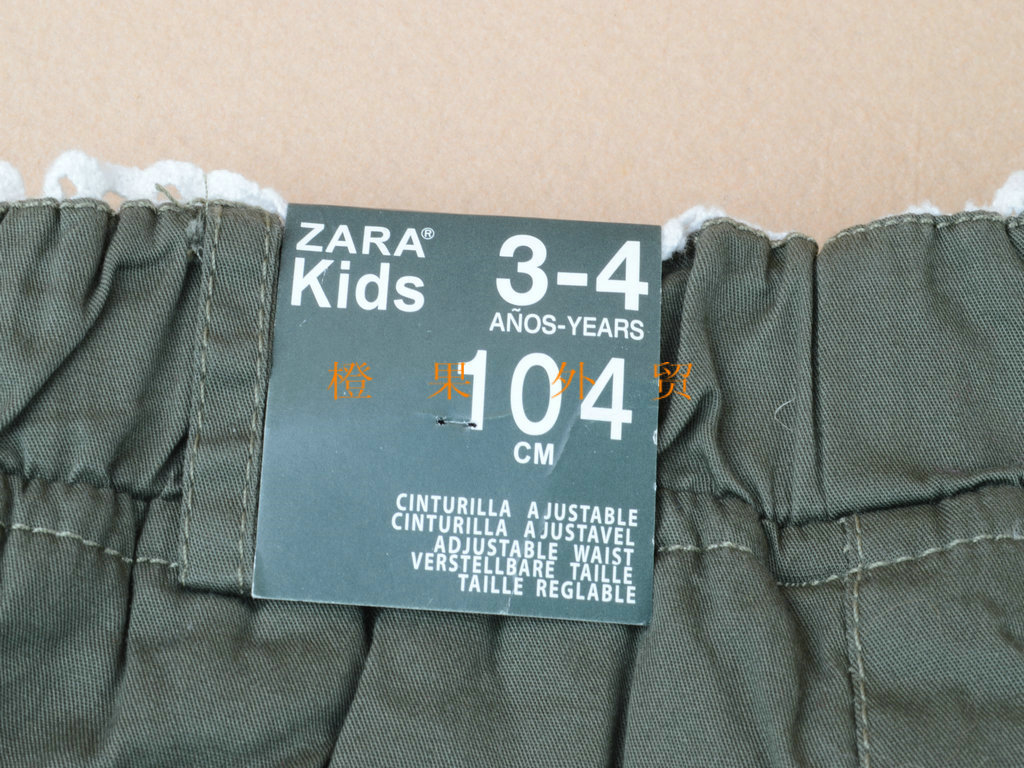 ZARA®
Kids
3-4
AÑOS-YEARS
104
橙果外贸
CM
CINTURILLA AJUSTABLE
CINTURILLA AJUSTAVEL
ADJUSTABLE WAIST
VERSTELLBARE TAILLE
TAILLE REGLABLE